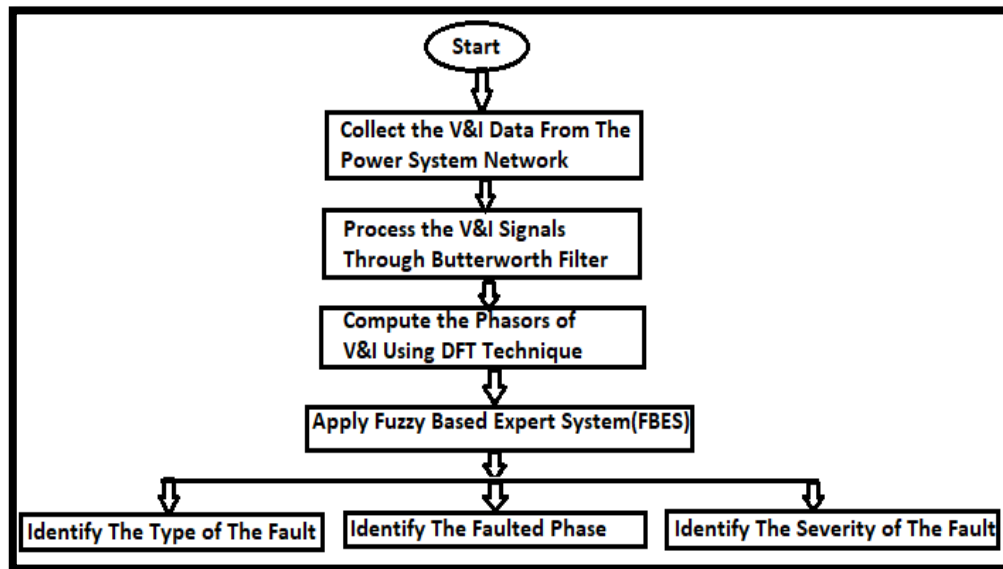 Start
Collect the V&I Data From The
Power System Network
Process the V&I Signals
Through Butterworth Filter
Compute the Phasors of
V&I Using DFT Technique
Apply Fuzzy Based Expert System(FBES)
Identify The Type of The Fault
Identify The Faulted Phase
Identify The Severity of The Fault